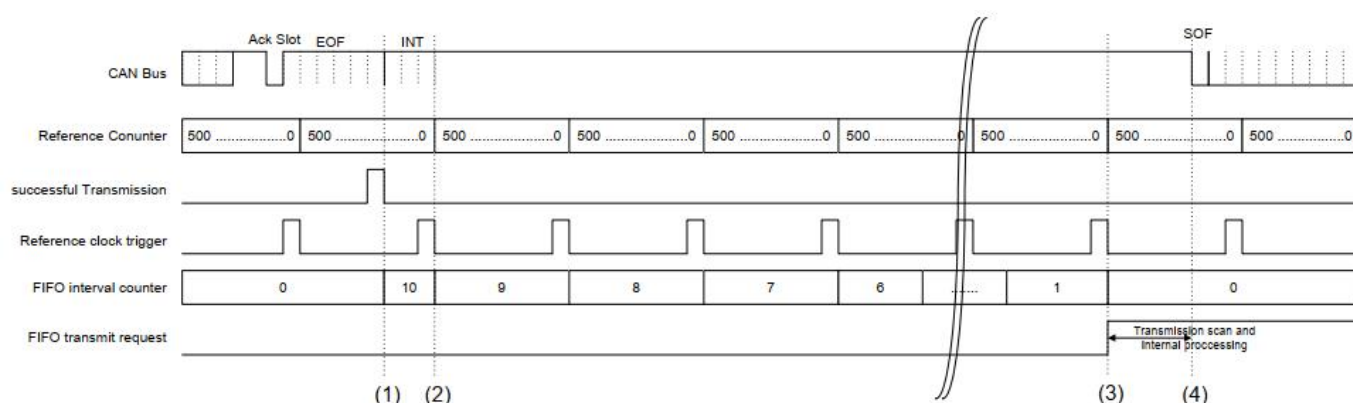 Ack Slot EOF INT SOF
CAN Bus
Reference Conunter 500 ................0 500 ................0 500 ................0 500 ................0 500 ................0 500 ................0 500 ................0 500 ................0 500 ................0
successful Transmission
Reference clock trigger
FIFO interval counter 0 10 9 8 7 6 ....... 1 0
FIFO transmit request Transmission scan and
internal proccessing
(1) (2) (3) (4)